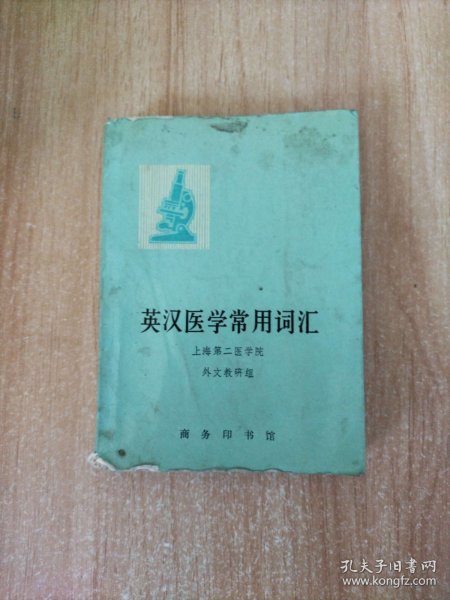 英汉医学常用词汇
上海第二医学院
外文教研组
商务印书馆
孔夫子旧书网
www.kongfz.com